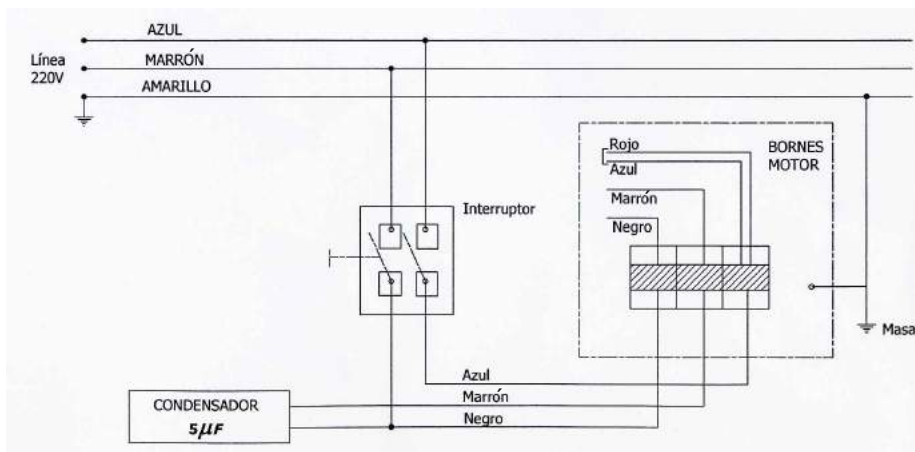 AZUL
Línea
220V
MARRÓN
AMARILLO
Rojo
Azul
Marrón
Negro
BORNES
MOTOR
Interruptor
Masa
Azul
Marrón
Negro
CONDENSADOR
5μF